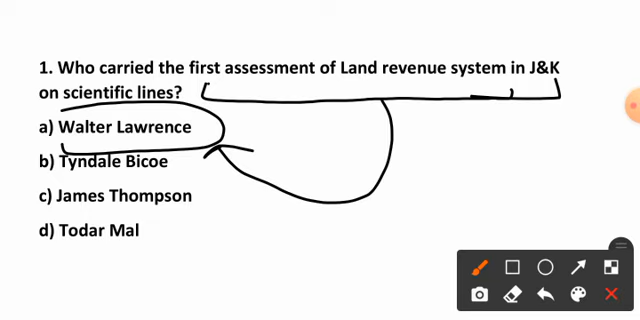 1. Who carried the first assessment of Land revenue system in J&K
on scientific lines?
a) Walter Lawrence
b) Tyndale Bicoe
c) James Thompson
d) Todar Mal